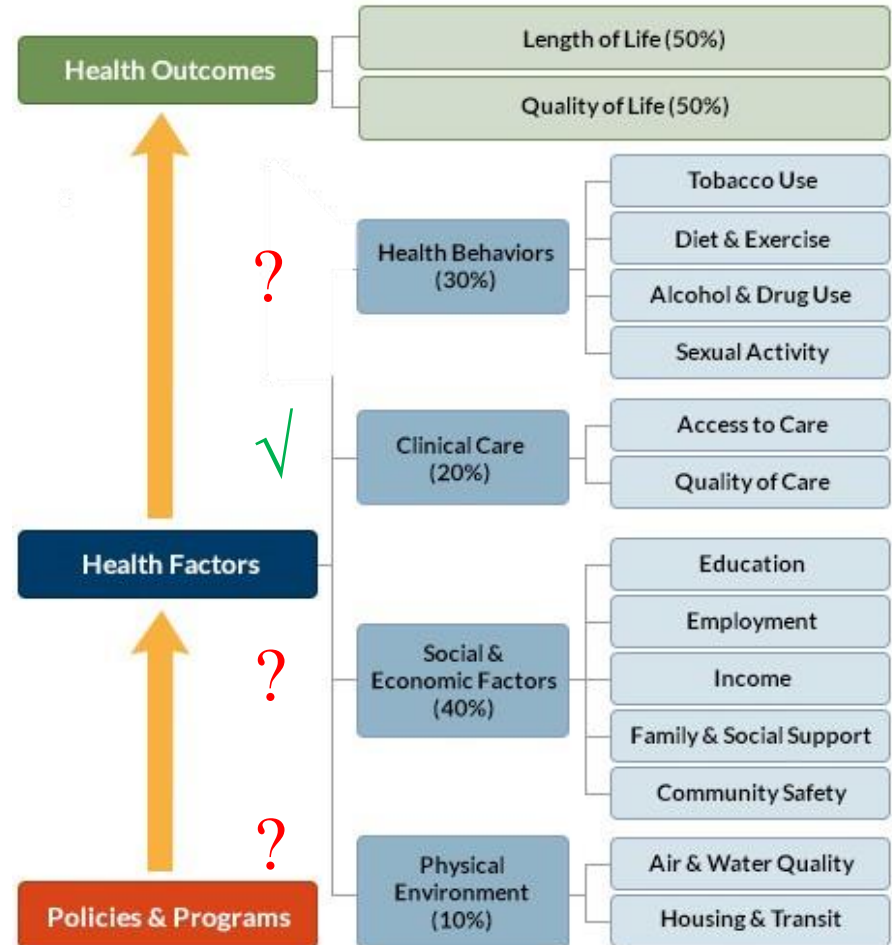 Health Outcomes
Length of Life (50%)
Quality of Life (50%)
?
Health Behaviors
(30%)
Tobacco Use
Diet & Exercise
Alcohol & Drug Use
Sexual Activity
√
Clinical Care
(20%)
Access to Care
Quality of Care
Health Factors
?
Social &
Economic Factors
(40%)
Education
Employment
Income
Family & Social Support
Community Safety
?
Physical
Environment
(10%)
Air & Water Quality
Housing & Transit
Policies & Programs